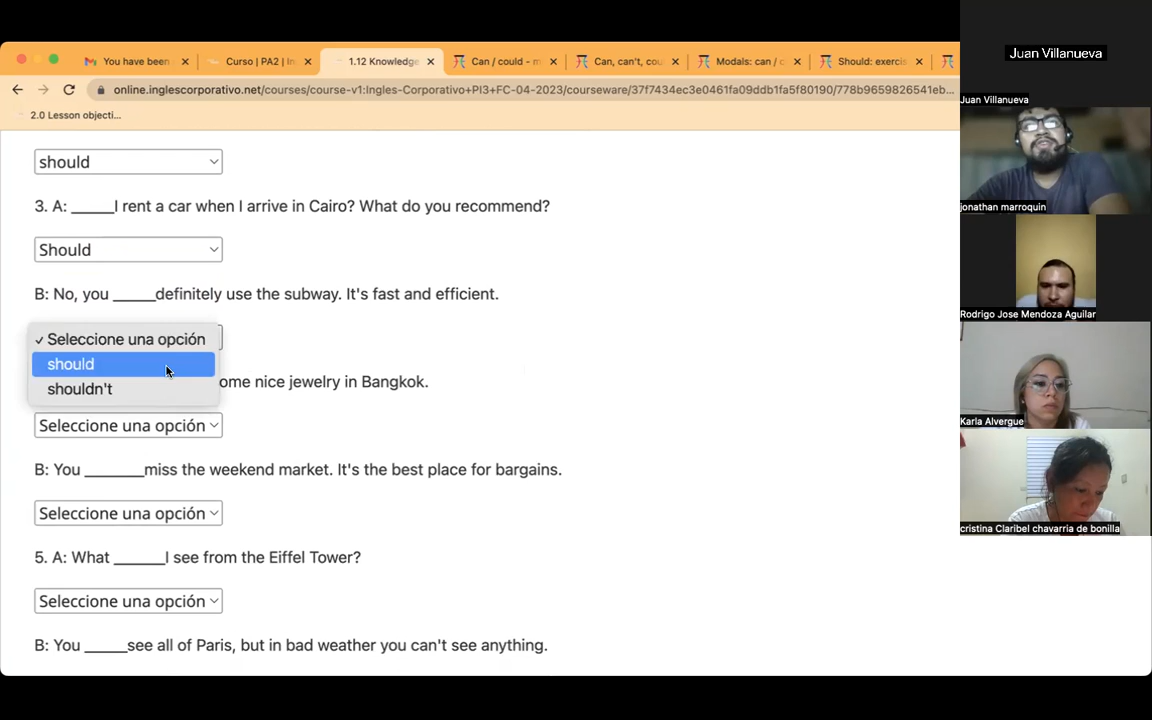 You have been
Curso | PA2 | In
1.12 Knowledge
Can / could - m
Can, can't, cou
Modals: can / c
Should: exerci
online.inglescorporativo.net/courses/course-v1:Ingles-Corporativo+PI3+FC-04-2023/courseware/37f7434ec3e0461fa09ddb1fa5f80190/778b9659826541eb...
2.0 Lesson objecti...
should
3. A: _____I rent a car when I arrive in Cairo? What do you recommend?
Should
B: No, you _____definitely use the subway. It's fast and efficient.
✓ Seleccione una opción
should
shouldn't
ome nice jewelry in Bangkok.
Seleccione una opción
B: You _______miss the weekend market. It's the best place for bargains.
Seleccione una opción
5. A: What ______I see from the Eiffel Tower?
Seleccione una opción
B: You _____see all of Paris, but in bad weather you can't see anything.
Juan Villanueva
Juan Villanueva
jonathan marroquin
Rodrigo Jose Mendoza Aguilar
Karla Alvergue
cristina Claribel chavarria de bonilla